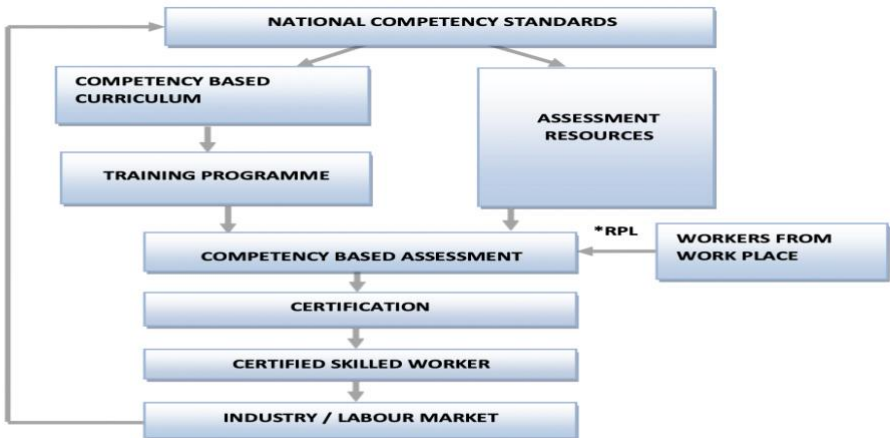 NATIONAL COMPETENCY STANDARDS
COMPETENCY BASED
CURRICULUM
ASSESSMENT
RESOURCES
TRAINING PROGRAMME
*RPL
WORKERS FROM
WORK PLACE
COMPETENCY BASED ASSESSMENT
CERTIFICATION
CERTIFIED SKILLED WORKER
INDUSTRY / LABOUR MARKET